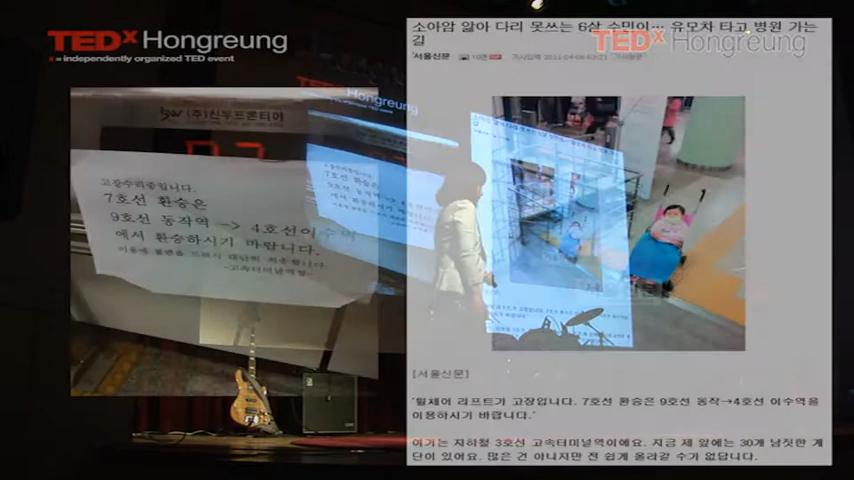 TEDx Hongreung
x = independently organized TED event
고장수리중입니다.
7호선 환승은
9호선 동작역 -> 4호선이수역
에서 환승하시기 바랍니다.
-고속터미널역장-
소아암 앓아 다리 못쓰는 6살 수민이… 유모차 타고 병원 가는
길
서울신문
TEDx Hongreung
[서울신문]
'휠체어 리프트가 고장입니다. 7호선 환승은 9호선 동작→4호선 이수역을
이용하시기 바랍니다.'
여기는 지하철 3호선 고속터미널역이에요. 지금 제 앞에는 30개 남짓한 계
단이 있어요. 많은 건 아니지만 전 쉽게 올라갈 수가 없답니다.